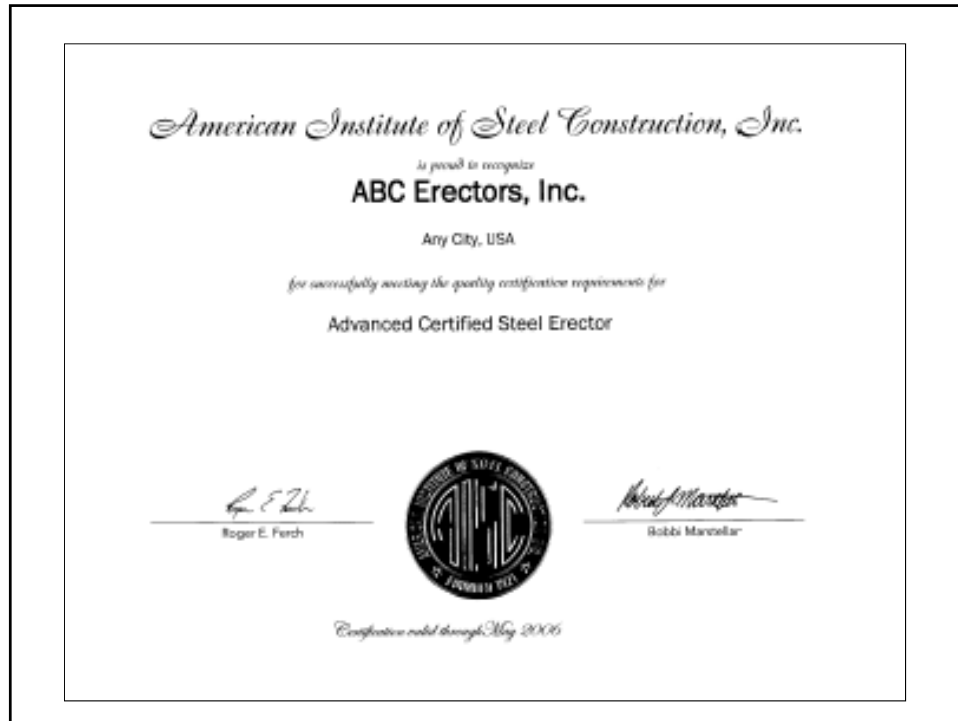 American Institute of Steel Construction, Inc.
is proud to recognize
ABC Erectors, Inc.
Any City, USA
for successfully meeting the quality certification requirements for
Advanced Certified Steel Erector
Roger E. Ferch
Bobbi Marstellar
AISC
Certification valid through May 2006